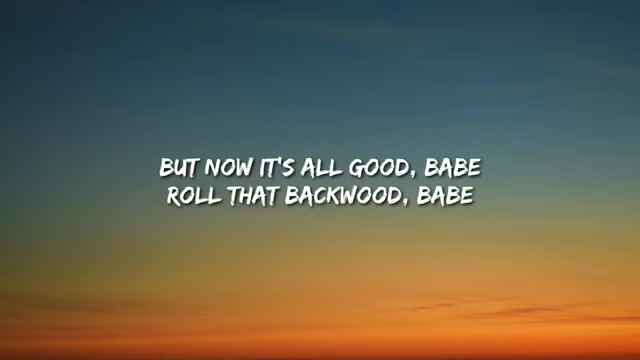 BUT NOW IT'S ALL GOOD, BABE
ROLL THAT BACKWOOD, BABE